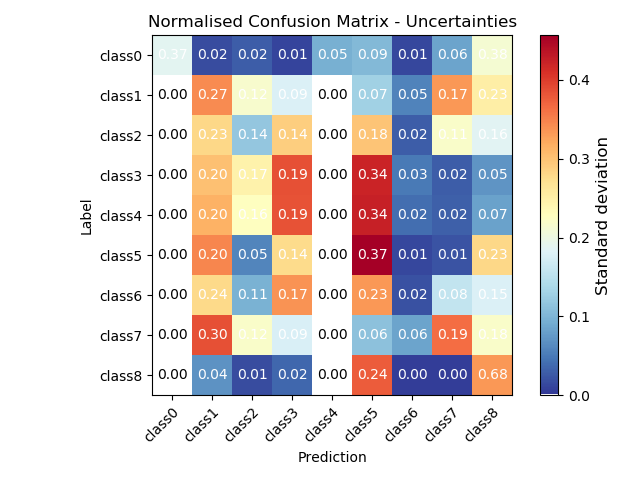 Normalised Confusion Matrix - Uncertainties
class0 0.37 0.02 0.02 0.01 0.05 0.09 0.01 0.06 0.38
class1 0.00 0.27 0.12 0.09 0.00 0.07 0.05 0.17 0.23
class2 0.00 0.23 0.14 0.14 0.00 0.18 0.02 0.11 0.16
class3 0.00 0.20 0.17 0.19 0.00 0.34 0.03 0.02 0.05
class4 0.00 0.20 0.00 0.19 0.00 0.34 0.02 0.02 0.07
class5 0.00 0.20 0.05 0.14 0.00 0.37 0.01 0.01 0.23
class6 0.00 0.24 0.11 0.17 0.00 0.23 0.02 0.08 0.15
class7 0.00 0.30 0.12 0.09 0.00 0.06 0.06 0.19 0.18
class8 0.00 0.04 0.01 0.02 0.00 0.24 0.00 0.00 0.68
class0 class1 class2 class3 class4 class5 class6 class7 class8
Prediction
Label
0.4
0.3
0.2
0.1
0.0
Standard deviation